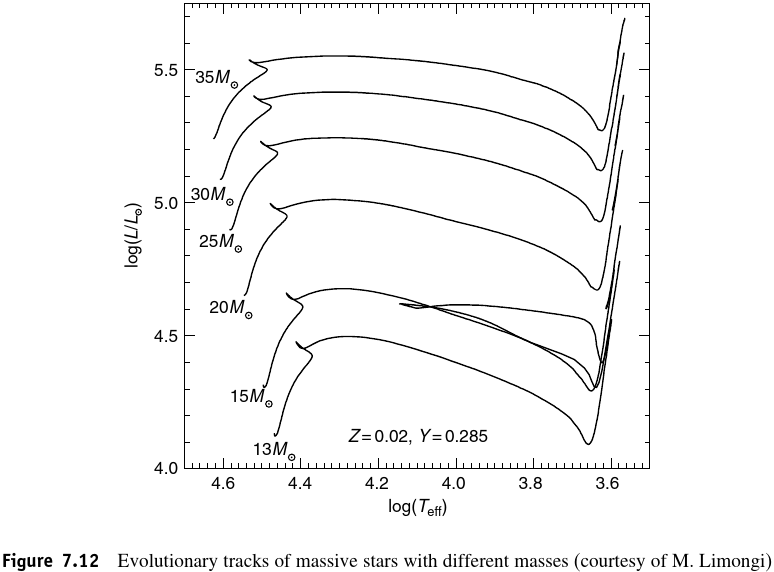 5.5
5.0
4.5
4.0
log(L/L⊙)
35M⊙
30M⊙
25M⊙
20M⊙
15M⊙
13M⊙
Z=0.02, Y=0.285
4.6 4.4 4.2 4.0 3.8 3.6
log(Teff)
Figure 7.12 Evolutionary tracks of massive stars with different masses (courtesy of M. Limongi)